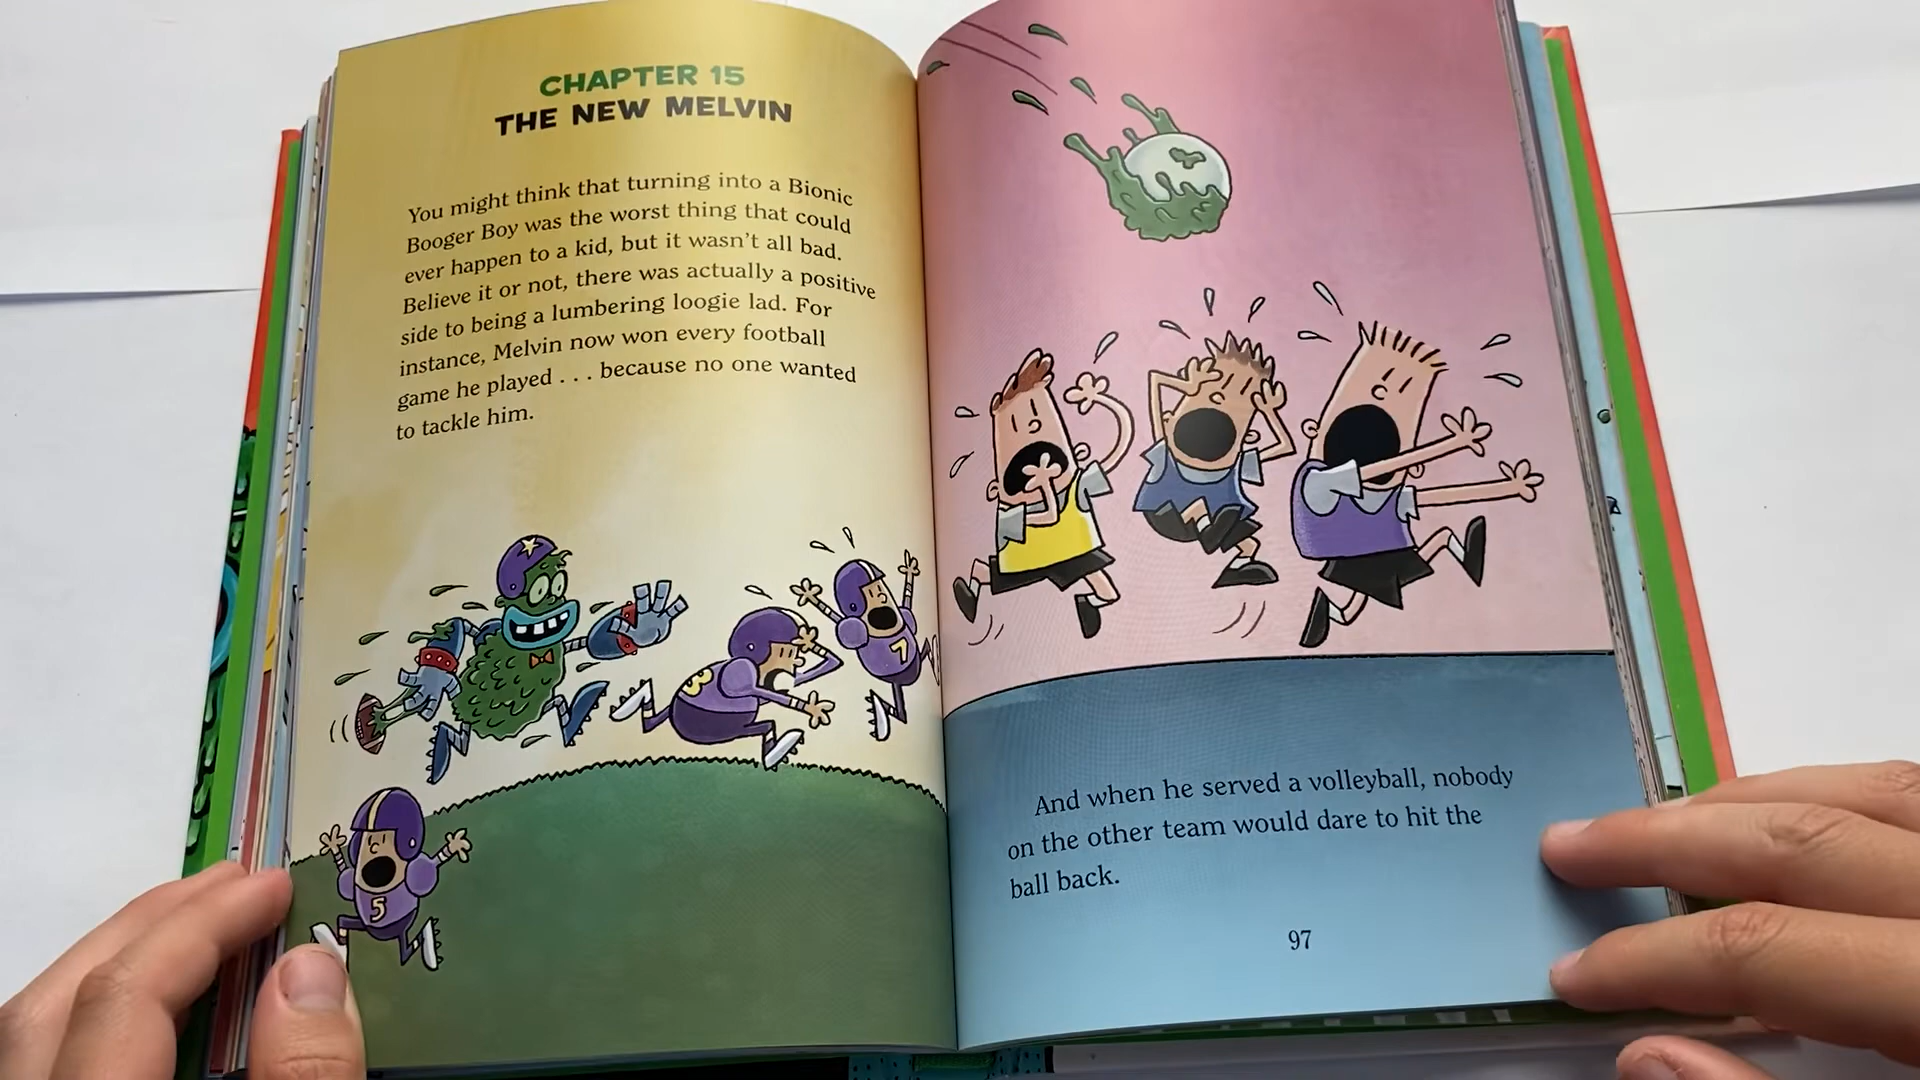 CHAPTER 15
THE NEW MELVIN
You might think that turning into a Bionic
Booger Boy was the worst thing that could
ever happen to a kid, but it wasn't all bad.
Believe it or not, there was actually a positive
side to being a lumbering loogie lad. For
instance, Melvin now won every football
game he played . . . because no one wanted
to tackle him.
8
7
5
And when he served a volleyball, nobody
on the other team would dare to hit the
ball back.
97